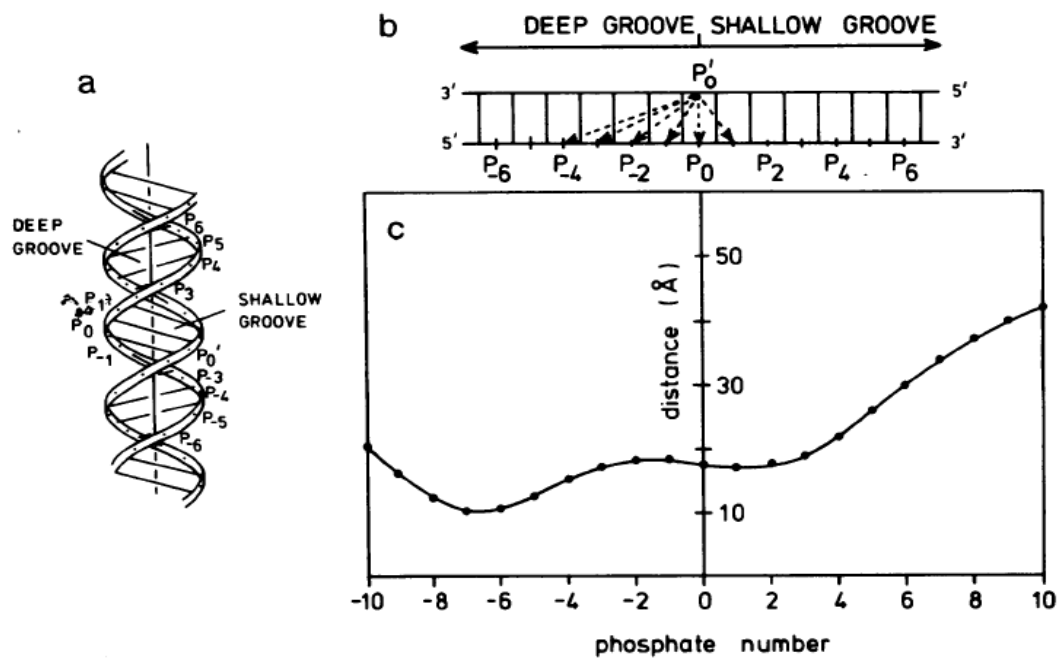 a
DEEP
GROOVE
SHALLOW
GROOVE
P6
P5
P4
P3
P1
P0
P-1
P0'
P-3
P-4
P-5
P-6
b
DEEP GROOVE SHALLOW GROOVE
P0'
3' 5'
5' 3'
P-6 P-4 P-2 P0 P2 P4 P6
c
distance (Å)
50
30
10
-10 -8 -6 -4 -2 0 2 4 6 8 10
phosphate number